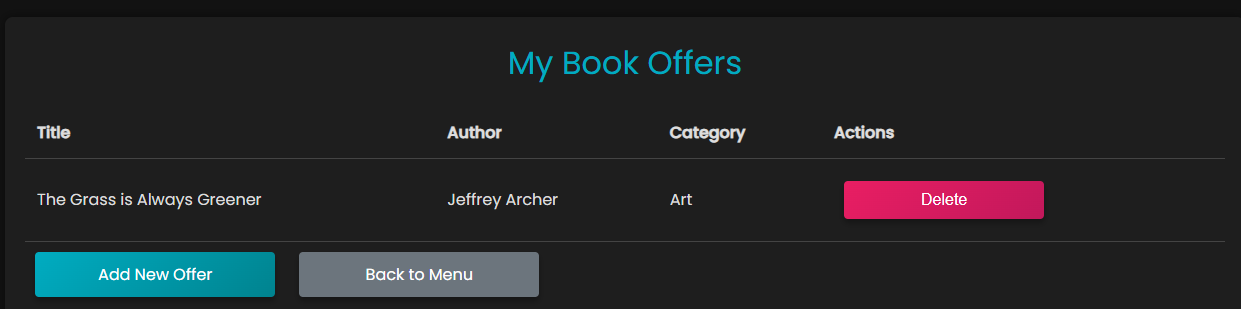 My Book Offers
Title Author Category Actions
The Grass is Always Greener Jeffrey Archer Art Delete
Add New Offer Back to Menu